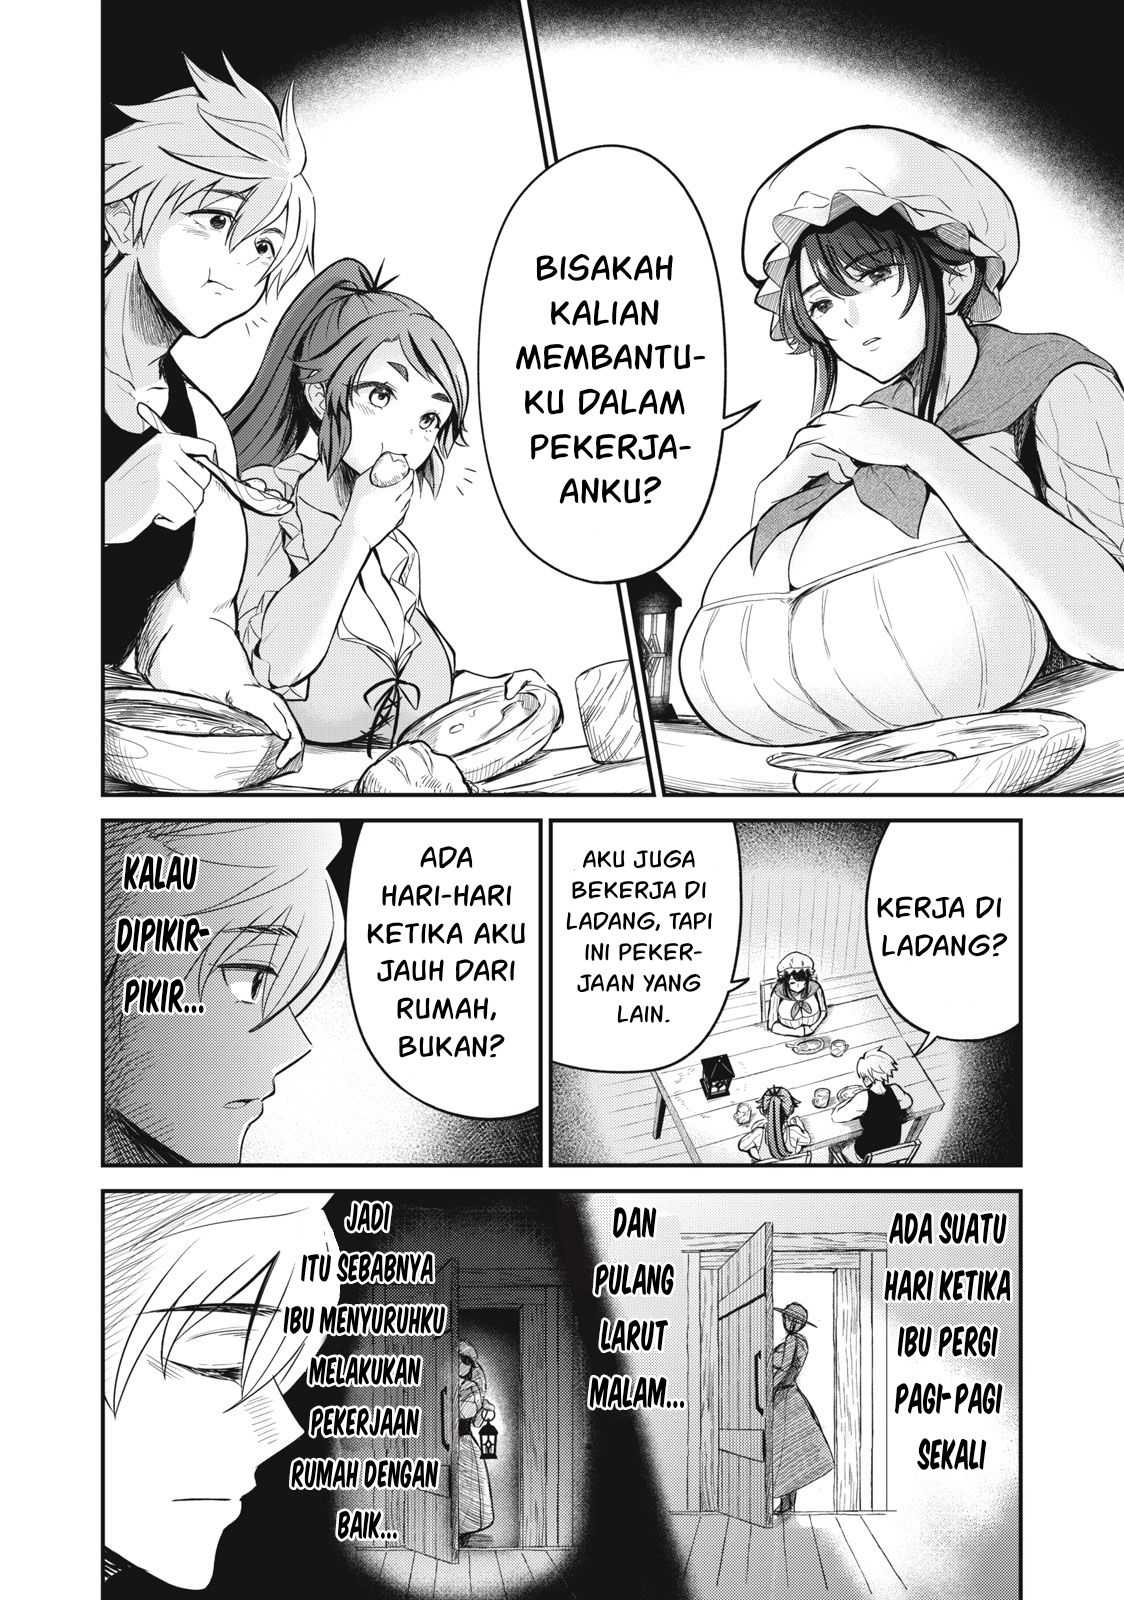 BISAKAH
KALIAN
MEMBANTU-
KU DALAM
PEKERJA-
ANKU?
KERJA DI
LADANG?
AKU JUGA
BEKERJA DI
LADANG, TAPI
INI PEKER-
JAAN YANG
LAIN.
ADA
HARI-HARI
KETIKA AKU
JAUH DARI
RUMAH,
BUKAN?
KALAU
DIPIKIR-
PIKIR...
ADA SUATU
HARI KETIKA
IBU PERGI
PAGI-PAGI
SEKALI
DAN
PULANG
LARUT
MALAM...
JADI
ITU SEBABNYA
IBU MENYURUHKU
MELAKUKAN
PEKERJAAN
RUMAH DENGAN
BAIK...